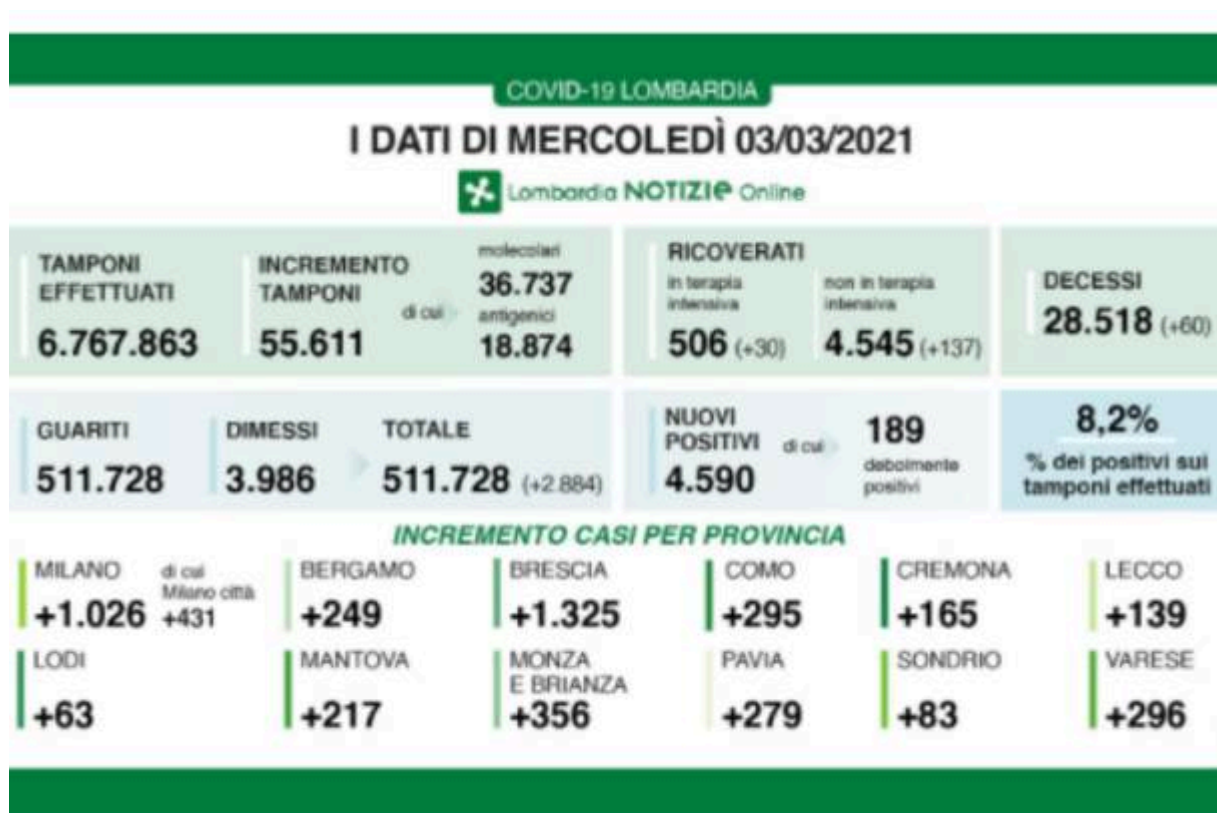 COVID-19 LOMBARDIA
I DATI DI MERCOLEDÌ 03/03/2021
Lombardia NOTIZIE Online
TAMPONI
EFFETTUATI
6.767.863
INCREMENTO
TAMPONI
55.611
di cui
molecolari
36.737
antigenici
18.874
RICOVERATI
in terapia
intensiva
506 (+30)
non in terapia
intensiva
4.545 (+137)
DECESSI
28.518 (+60)
GUARITI
511.728
DIMESSI
3.986
TOTALE
511.728 (+2.884)
NUOVI
POSITIVI
4.590
di cui
189
debolmente
positivi
8,2%
% dei positivi sui
tamponi effettuati
INCREMENTO CASI PER PROVINCIA
MILANO
+1.026
di cui
Milano città
+431
BERGAMO
+249
BRESCIA
+1.325
COMO
+295
CREMONA
+165
LECCO
+139
LODI
+63
MANTOVA
+217
MONZA
E BRIANZA
+356
PAVIA
+279
SONDRIO
+83
VARESE
+296